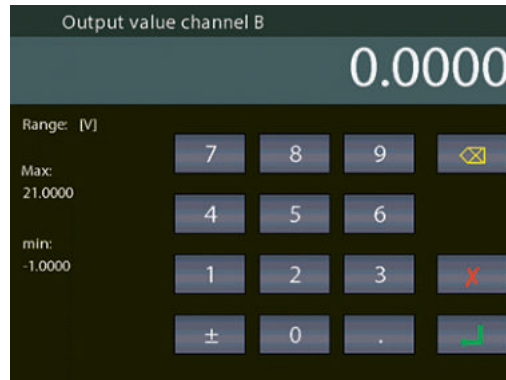 Output value channel B
0.0000
Range: [V]
Max:
21.0000
min:
-1.0000
7 8 9
4 5 6
1 2 3 X
± 0 .